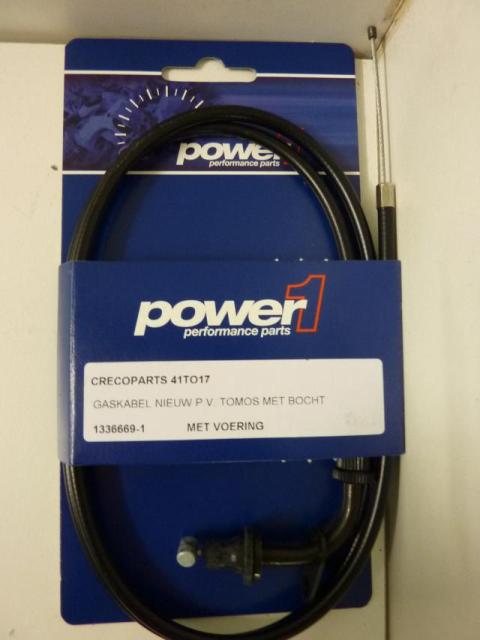 power1
performance parts
power1
performance parts
CRECOPARTS 41TO17
GASKABEL NIEUW P.V. TOMOS MET BOCHT
1336669-1 MET VOERING